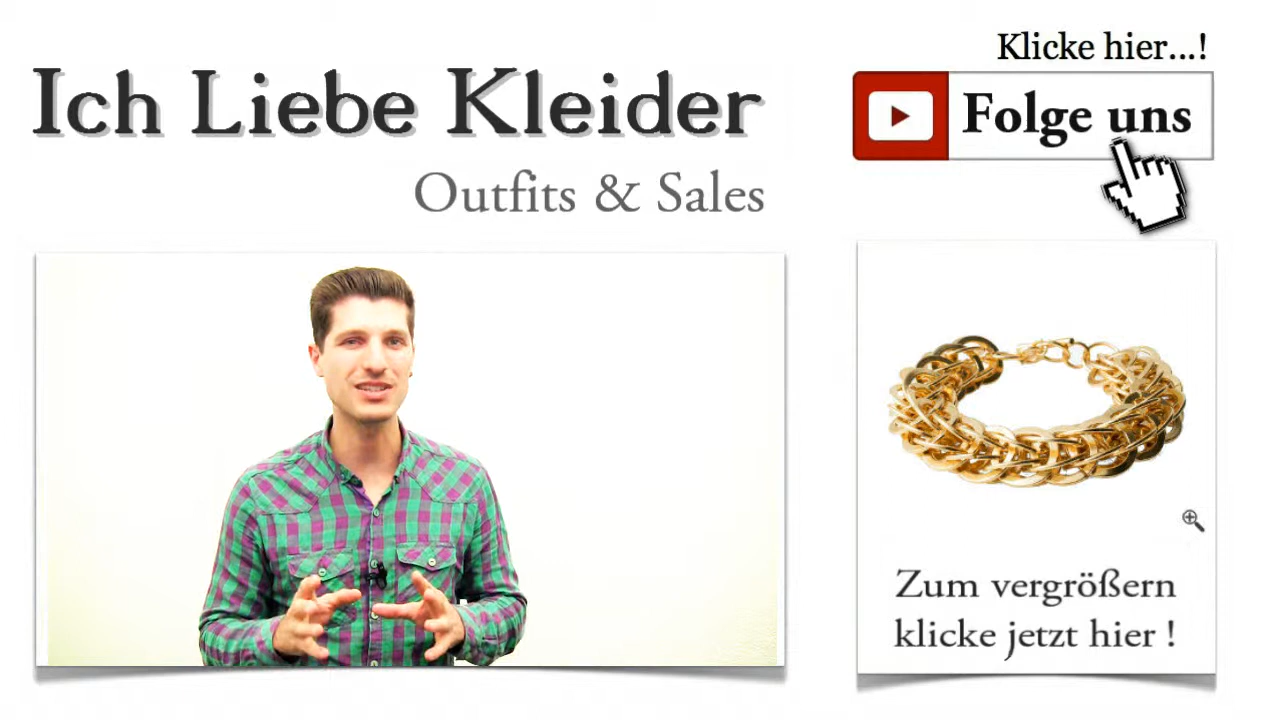 Ich Liebe Kleider
Outfits & Sales
Klicke hier...!
Folge uns
Zum vergrößern
klicke jetzt hier !